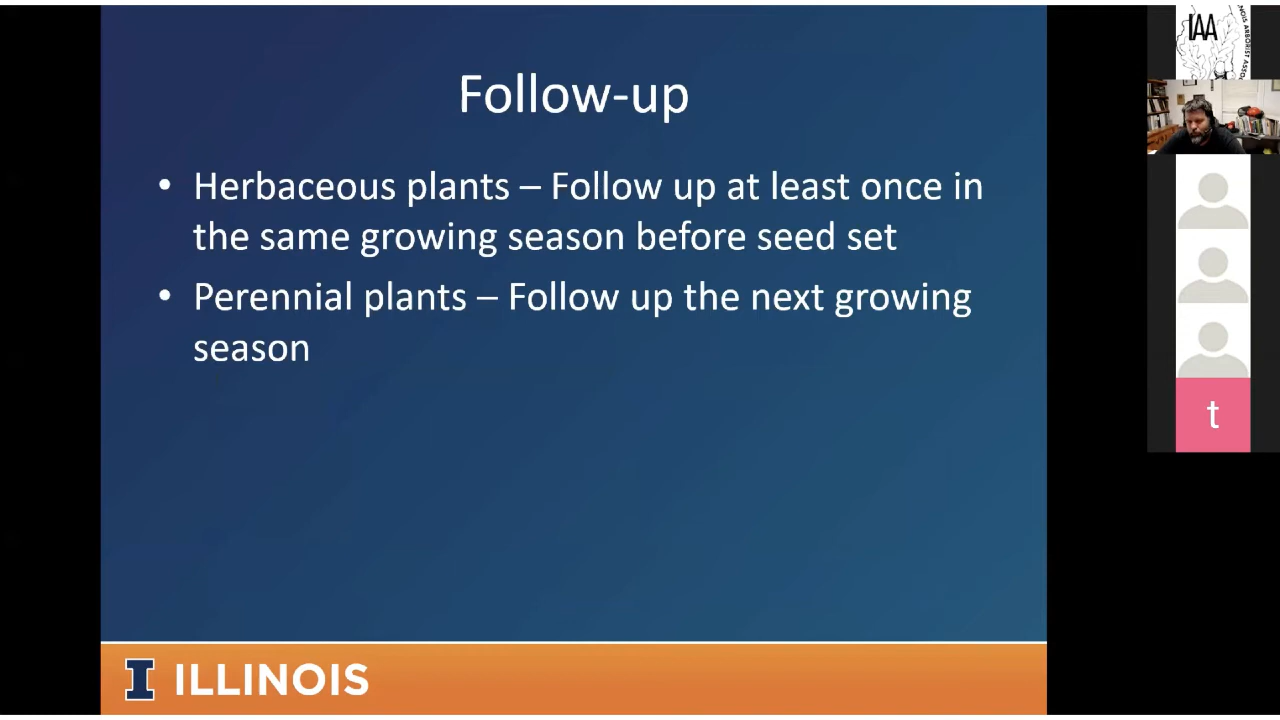 Follow-up
• Herbaceous plants – Follow up at least once in
the same growing season before seed set
• Perennial plants – Follow up the next growing
season
I ILLINOIS
IAA
t